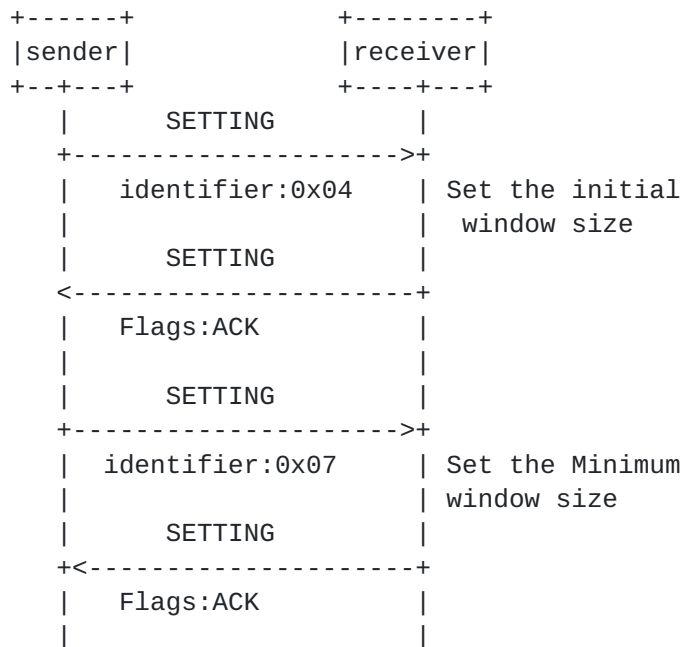 +------+             +--------+
|sender|             |receiver|
+--+---+             +----+---+
   |      SETTING         |
   +--------------------->+
   |   identifier:0x04    | Set the initial
   |                      |  window size
   |      SETTING         |
   <----------------------+
   |   Flags:ACK          |
   |                      |
   |      SETTING         |
   +--------------------->+
   |  identifier:0x07     | Set the Minimum
   |                      | window size
   |      SETTING         |
   +<---------------------+
   |   Flags:ACK          |
   |                      |